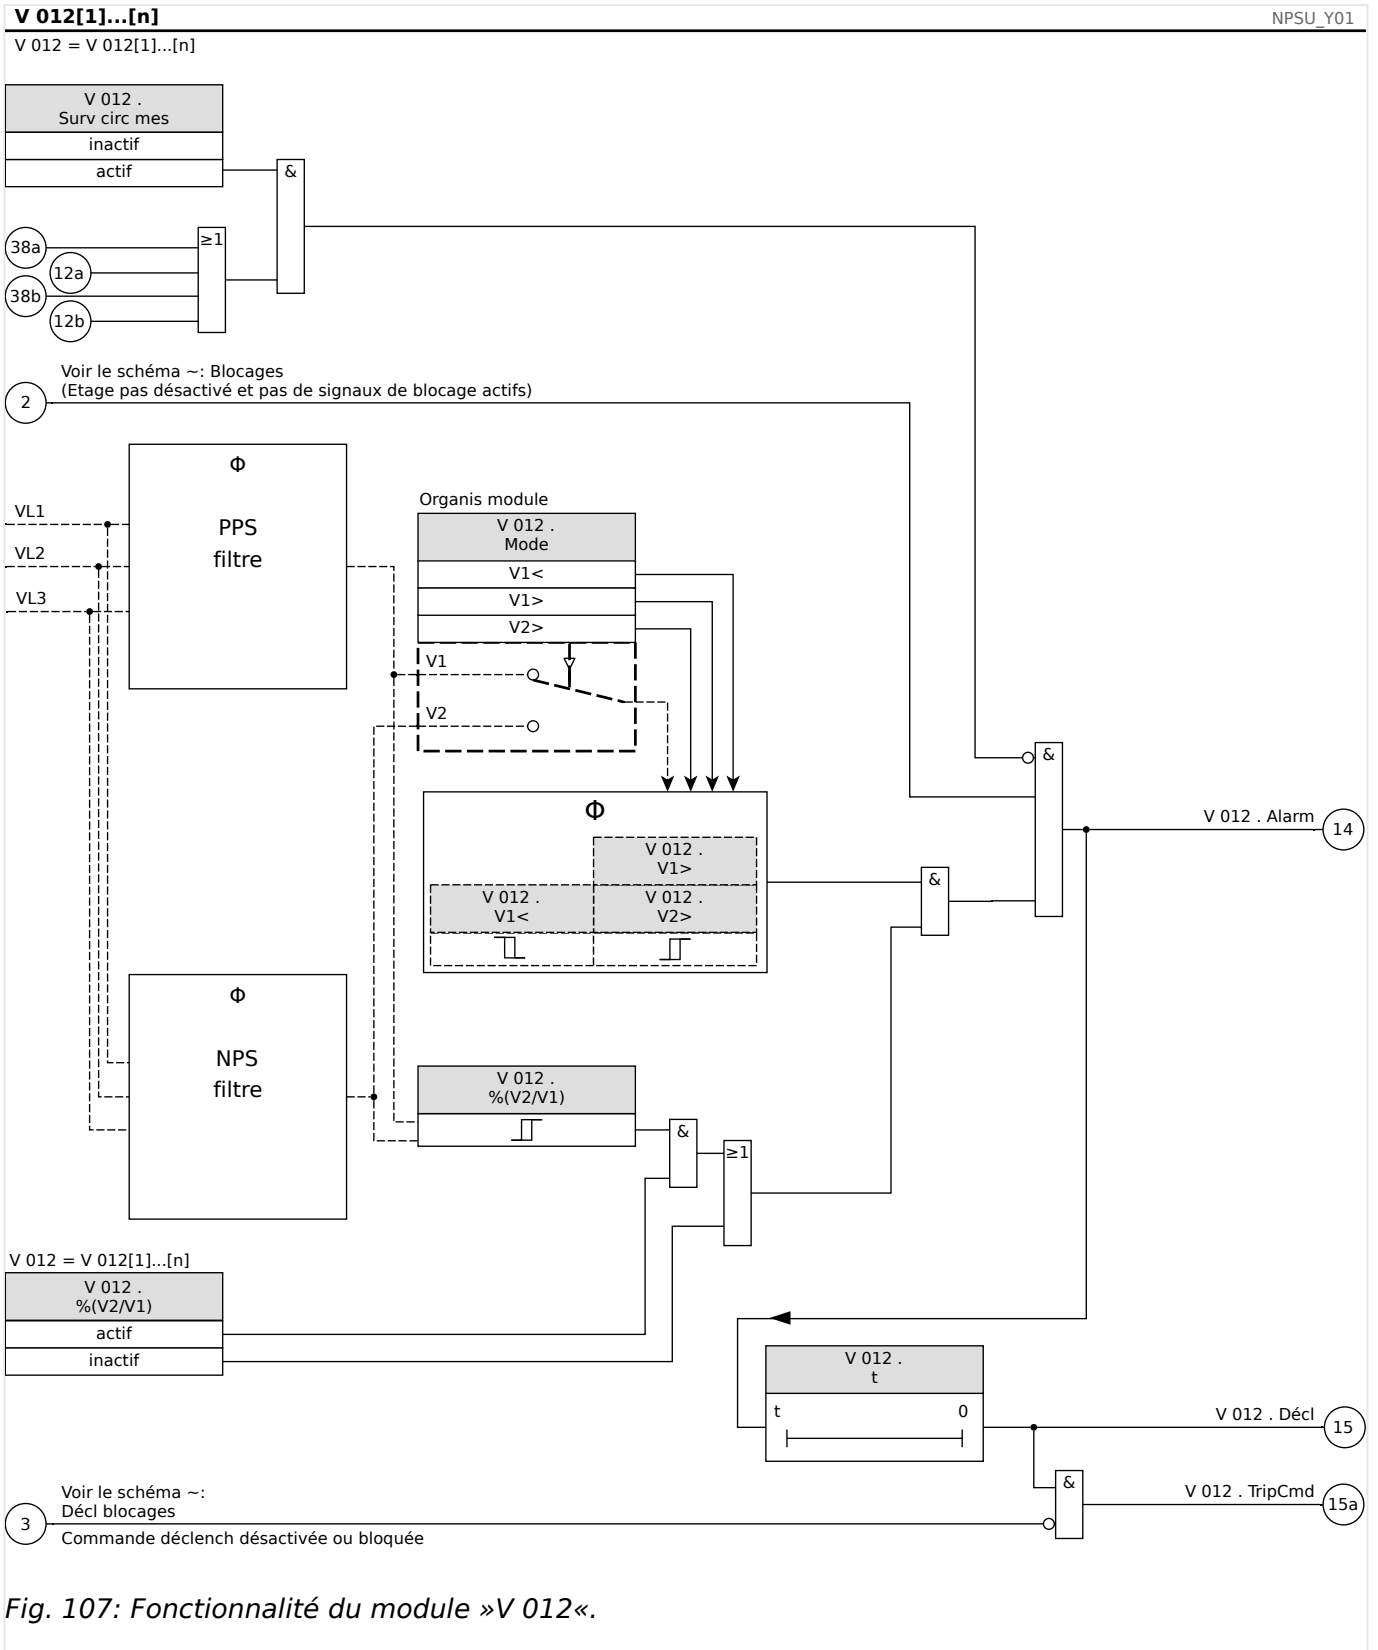 V 012[1]...[n]
NPSU_Y01
V 012 = V 012[1]...[n]
V 012 .
Surv circ mes
inactif
actif
&
38a
≥1
12a
38b
12b
Voir le schéma ~: Blocages
(Etage pas désactivé et pas de signaux de blocage actifs)
2
Φ
PPS
filtre
VL1
VL2
VL3
Organis module
V 012 .
Mode
V1<
V1>
V2>
V1
V2
&
Φ
V 012 .
V1>
V 012 .
V1<
V 012 .
V2>
&
V 012 . Alarm
14
Φ
NPS
filtre
V 012 .
%(V2/V1)
&
≥1
V 012 = V 012[1]...[n]
V 012 .
%(V2/V1)
actif
inactif
V 012 .
t
t
0
V 012 . Décl
15
&
V 012 . TripCmd
15a
Voir le schéma ~:
Décl blocages
3
Commande déclench désactivée ou bloquée
Fig. 107: Fonctionnalité du module »V 012«.